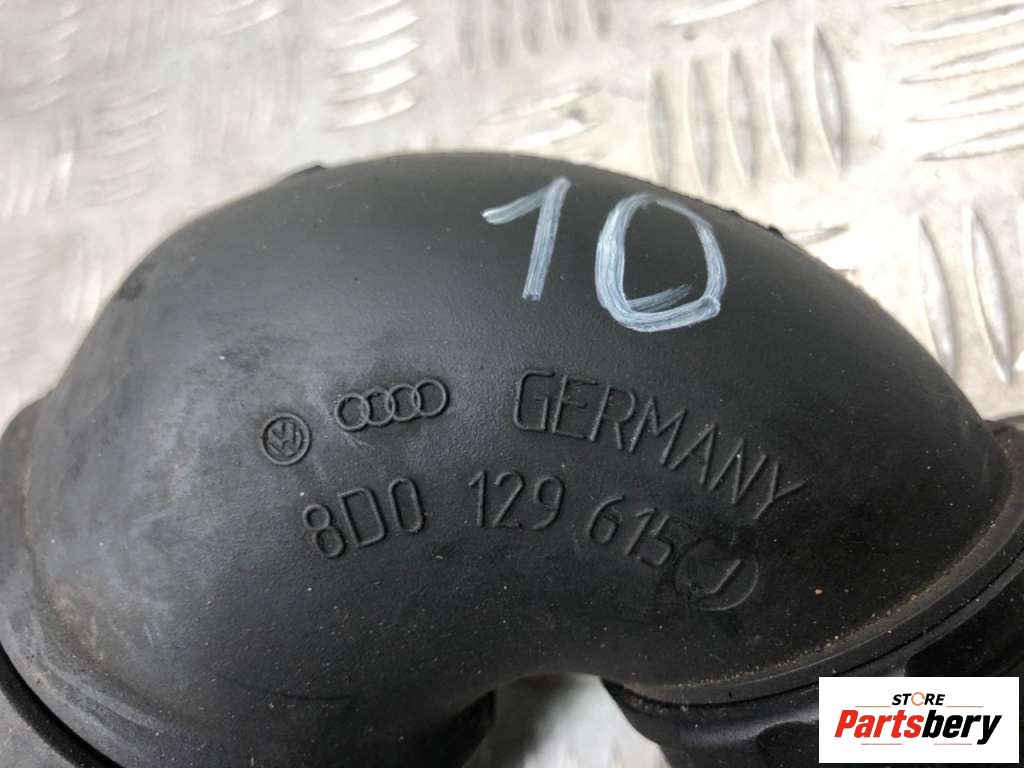 10
GERMANY
8D0 129 615 J
STORE
Partsbery